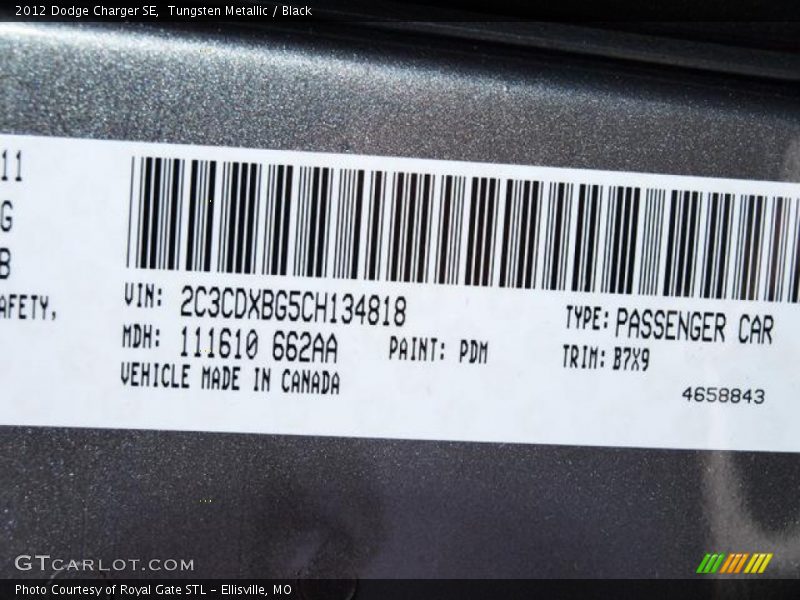 2012 Dodge Charger SE,  Tungsten Metallic / Black
11
G
B
AFETY,
VIN: 2C3CDXBG5CH134818
TYPE: PASSENGER CAR
MDH: 111610 662AA
PAINT: PDM
TRIM: B7X9
VEHICLE MADE IN CANADA
4658843
GTCARLOT.COM
Photo Courtesy of Royal Gate STL - Ellisville, MO